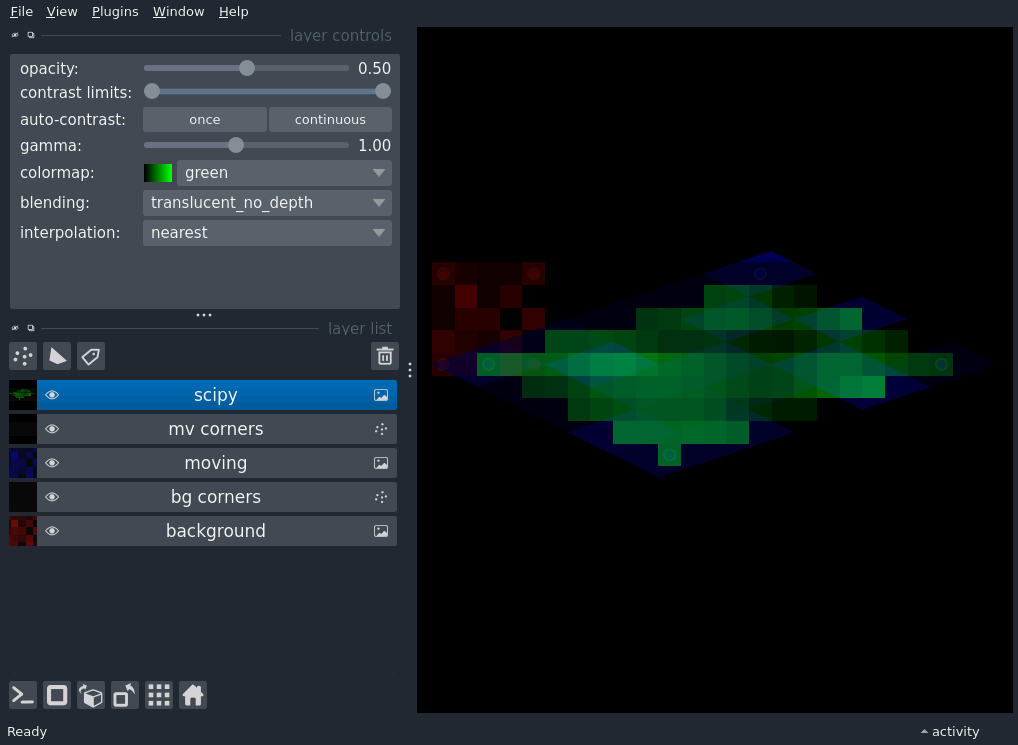 File View Plugins Window Help
layer controls
opacity: 0.50
contrast limits:
auto-contrast: once continuous
gamma: 1.00
colormap: green
blending: translucent_no_depth
interpolation: nearest
layer list
scipy
mv corners
moving
bg corners
background
Ready activity